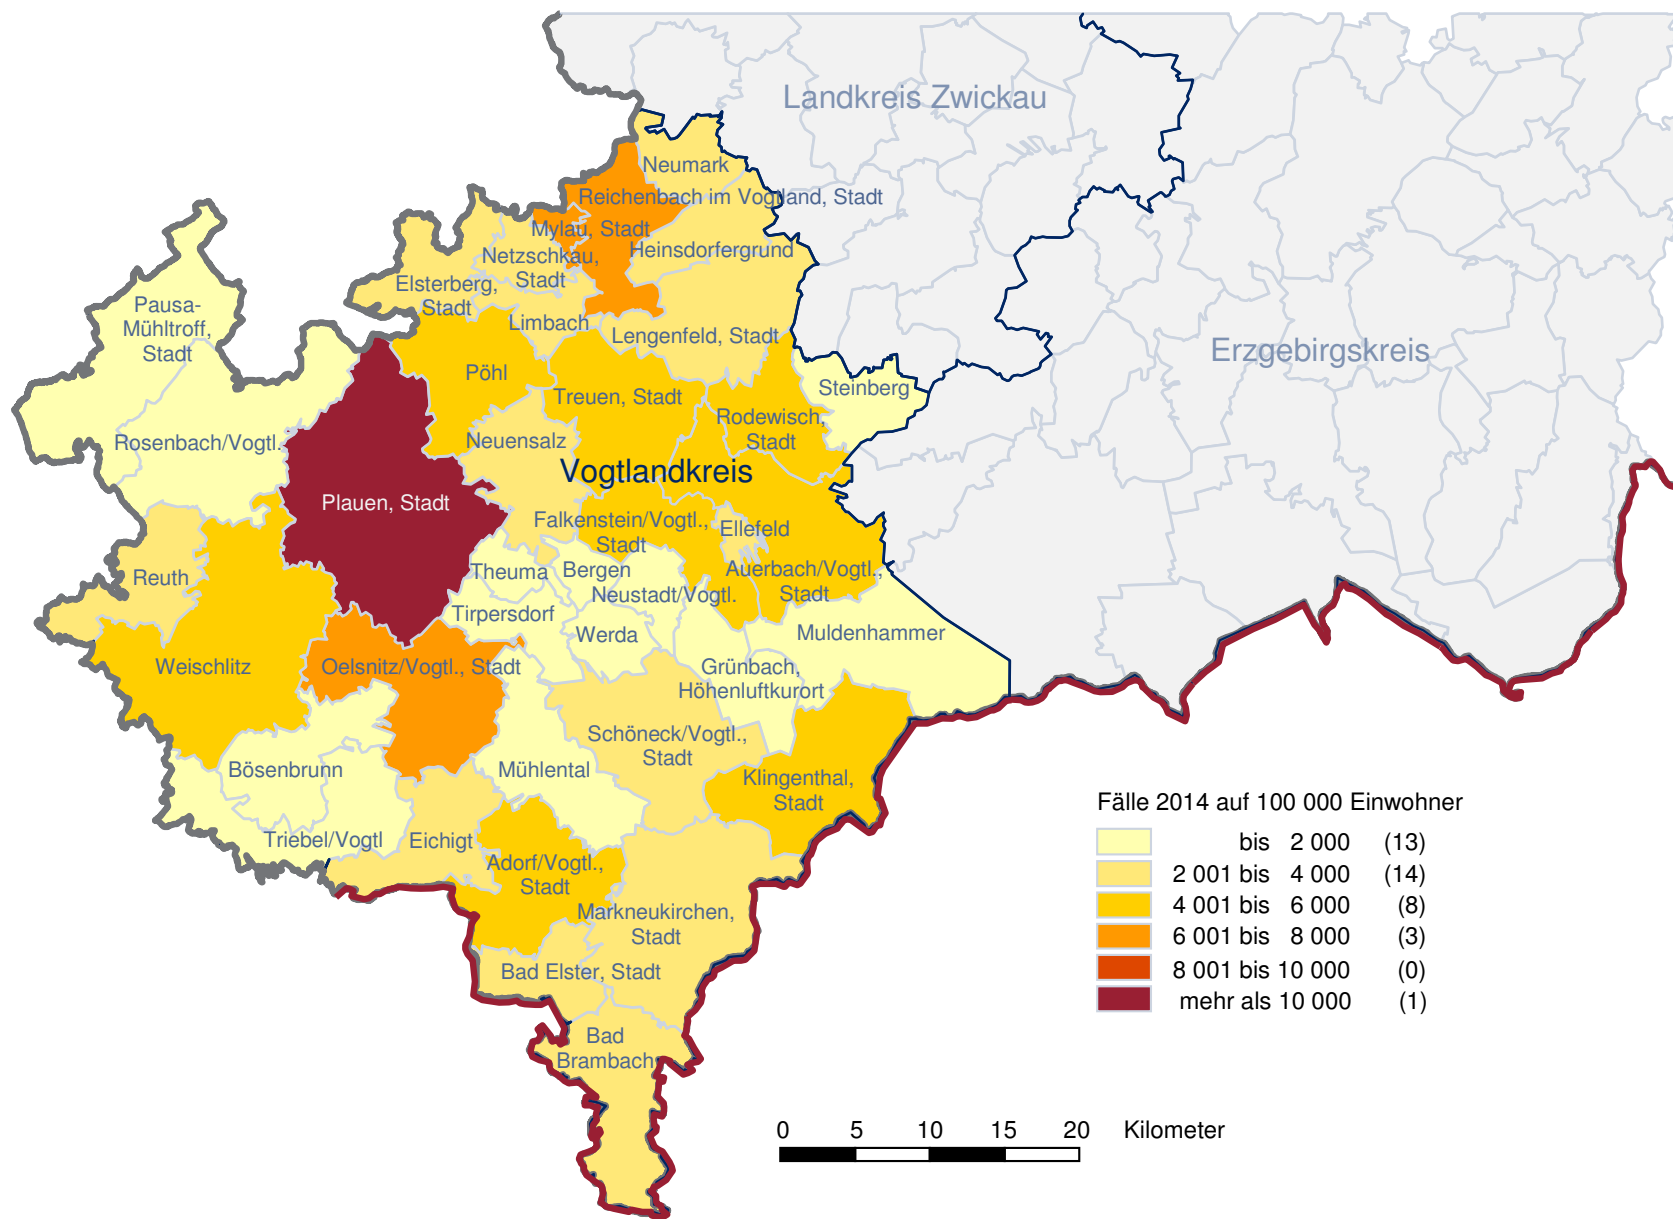 Landkreis Zwickau
Neumark
Reichenbach im Vogtland, Stadt
Mylau, Stadt
Heinsdorfergrund
Netzschkau,
Stadt
Elsterberg,
Stadt
Pausa-
Mühltroff,
Stadt
Limbach
Lengenfeld, Stadt
Erzgebirgskreis
Pöhl
Steinberg
Treuen, Stadt
Rodewisch,
Stadt
Rosenbach/Vogtl.
Neuensalz
Vogtlandkreis
Plauen, Stadt
Falkenstein/Vogtl.,
Stadt
Ellefeld
Reuth
Theuma
Bergen
Auerbach/Vogtl.,
Stadt
Neustadt/Vogtl.
Tirpersdorf
Werda
Muldenhammer
Weischlitz
Oelsnitz/Vogtl., Stadt
Grünbach,
Höhenluftkurort
Schöneck/Vogtl.,
Stadt
Bösenbrunn
Mühlental
Klingenthal,
Stadt
Triebel/Vogtl
Eichigt
Adorf/Vogtl.,
Stadt
Markneukirchen,
Stadt
Bad Elster, Stadt
Bad
Brambach
Fälle 2014 auf 100 000 Einwohner
bis 2 000 (13)
2 001 bis 4 000 (14)
4 001 bis 6 000 (8)
6 001 bis 8 000 (3)
8 001 bis 10 000 (0)
mehr als 10 000 (1)
0 5 10 15 20 Kilometer